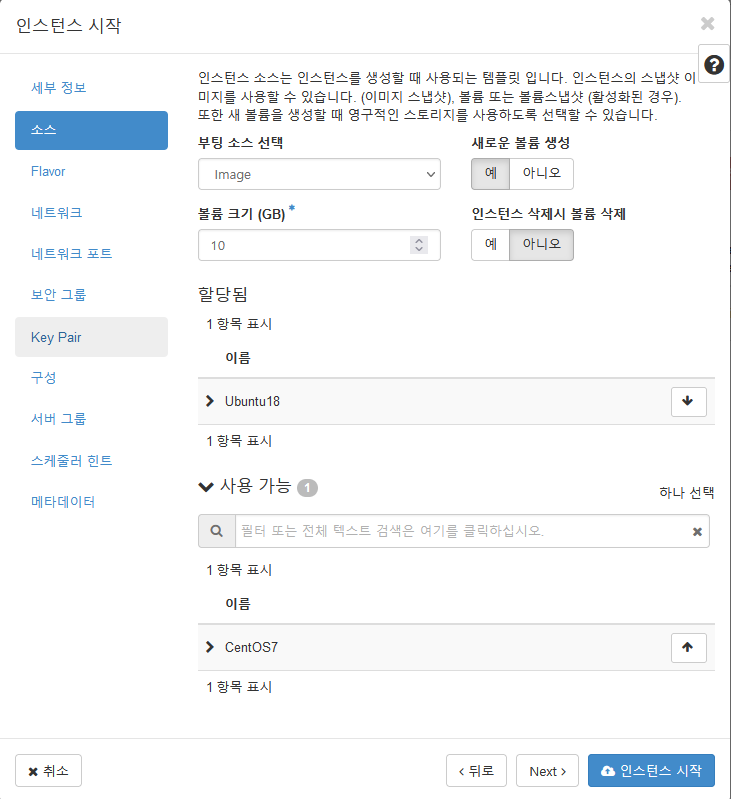 인스턴스 시작
세부 정보
소스
Flavor
네트워크
네트워크 포트
보안 그룹
Key Pair
구성
서버 그룹
스케줄러 힌트
메타데이터
인스턴스 소스는 인스턴스를 생성할 때 사용되는 템플릿 입니다. 인스턴스의 스냅샷 이
미지를 사용할 수 있습니다. (이미지 스냅샷), 볼륨 또는 볼륨스냅샷 (활성화된 경우).
또한 새 볼륨을 생성할 때 영구적인 스토리지를 사용하도록 선택할 수 있습니다.
부팅 소스 선택
Image
새로운 볼륨 생성
예 아니오
볼륨 크기 (GB) *
10
인스턴스 삭제시 볼륨 삭제
예 아니오
할당됨
1 항목 표시
이름
Ubuntu18
1 항목 표시
사용 가능 1
하나 선택
필터 또는 전체 텍스트 검색은 여기를 클릭하십시오.
1 항목 표시
이름
CentOS7
1 항목 표시
× 취소
< 뒤로
Next >
인스턴스 시작